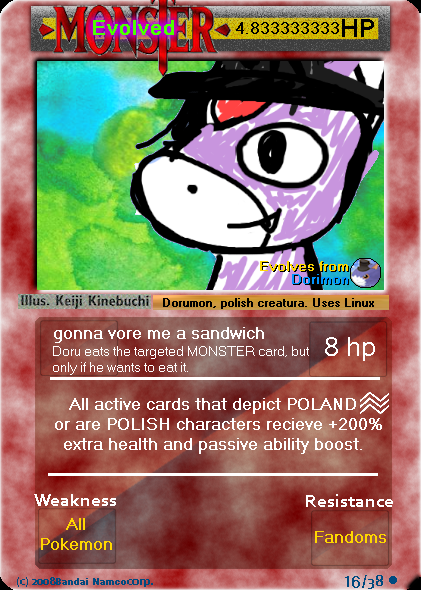 MONSTER
Evolved
4.833333333HP
Evolves from
Dorimon
Illus. Keiji Kinebuchi
Dorumon, polish creatura. Uses Linux
gonna vore me a sandwich
8 hp
Doru eats the targeted MONSTER card, but
only if he wants to eat it.
All active cards that depict POLAND
or are POLISH characters recieve +200%
extra health and passive ability boost.
Weakness
All
Pokemon
Resistance
Fandoms
(c) 2008Bandai Namcocorp.
16/38